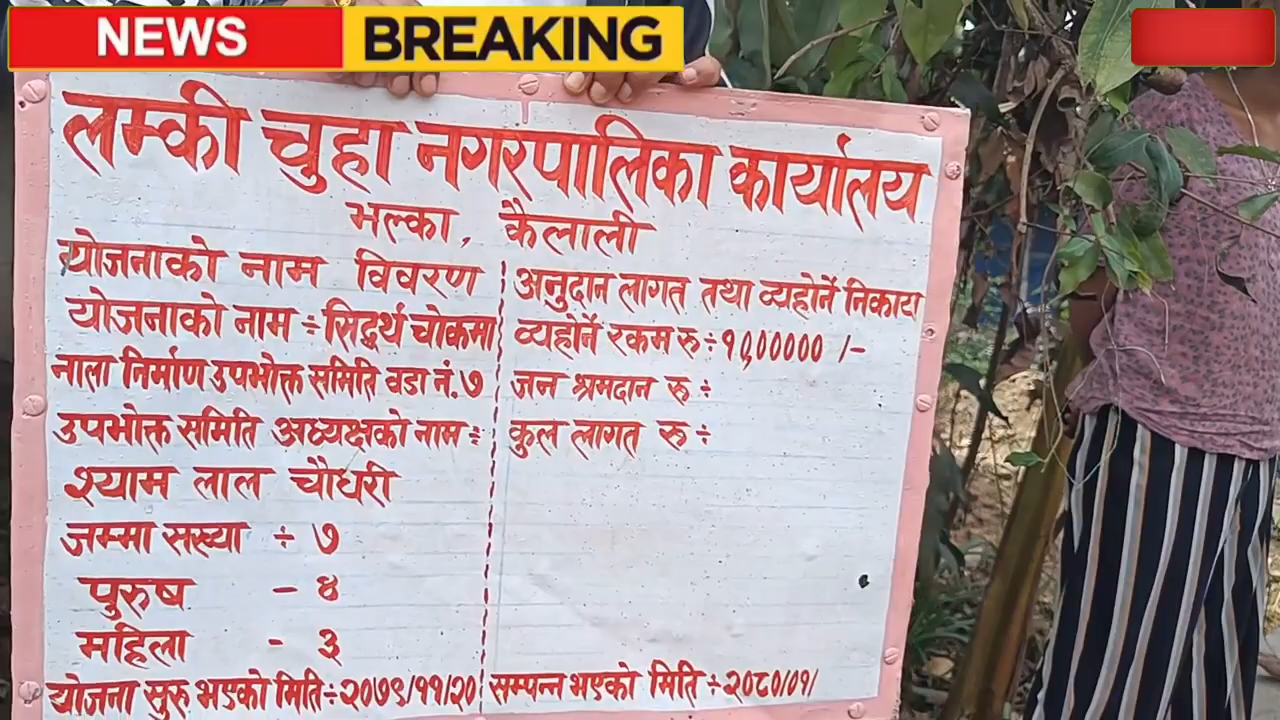 NEWS BREAKING
लम्की चुहा नगरपालिका कार्यालय
भल्का, कैलाली
योजनाको नाम विवरण
योजनाको नाम ÷ सिद्धर्थ चोकमा
नाला निर्माण उपभोक्त समिति वडा नं. ७
उपभोक्त समिति अध्यक्षको नाम ÷
श्याम लाल चौधरी
जम्मा सख्या ÷ ७
पुरुष - ४
महिला - ३
योजना सुरु भएको मिति ÷ २०७९/११/२०
अनुदान लागत तथा व्यहोर्ने निकाय
व्यहोर्ने रकम रु ÷ १०,००००० /-
जन श्रमदान रु ÷
कुल लागत रु ÷
सम्पन्न भएको मिति ÷ २०८०/०१/